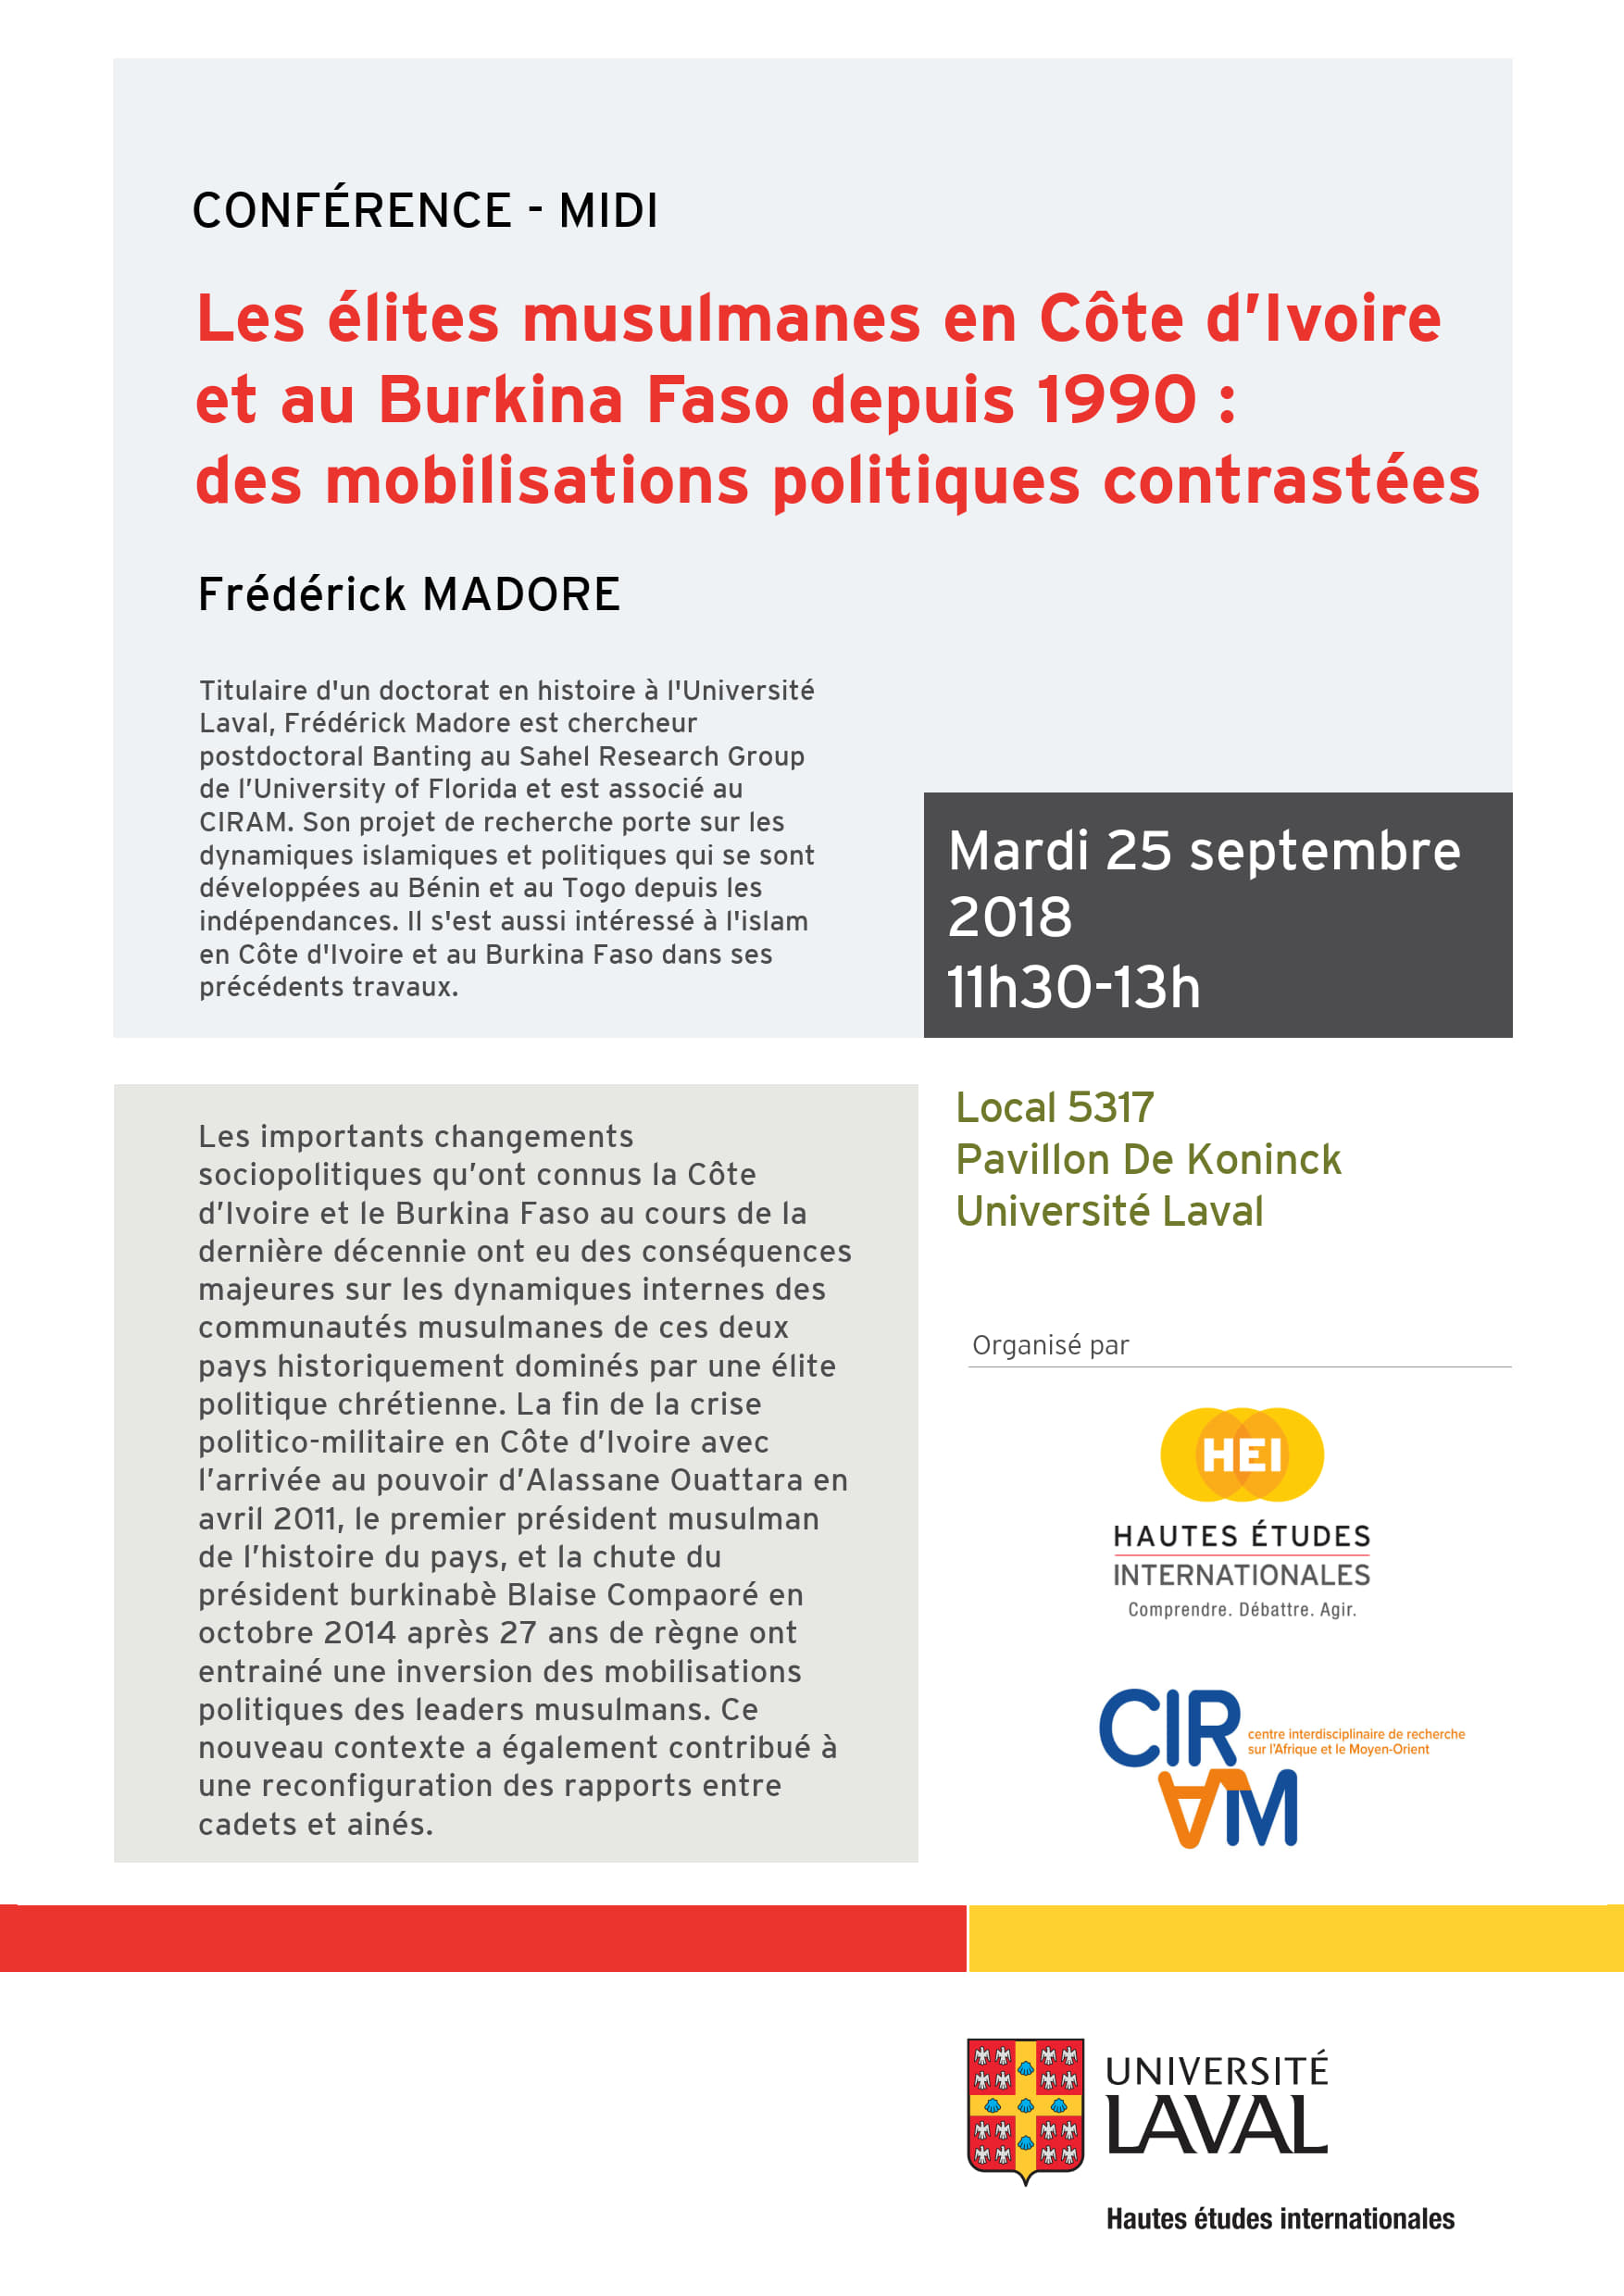 CONFÉRENCE - MIDI
Les élites musulmanes en Côte d’Ivoire
et au Burkina Faso depuis 1990 :
des mobilisations politiques contrastées
Frédérick MADORE
Titulaire d'un doctorat en histoire à l'Université
Laval, Frédérick Madore est chercheur
postdoctoral Banting au Sahel Research Group
de l’University of Florida et est associé au
CIRAM. Son projet de recherche porte sur les
dynamiques islamiques et politiques qui se sont
développées au Bénin et au Togo depuis les
indépendances. Il s'est aussi intéressé à l'islam
en Côte d'Ivoire et au Burkina Faso dans ses
précédents travaux.
Mardi 25 septembre
2018
11h30-13h
Les importants changements
sociopolitiques qu’ont connus la Côte
d’Ivoire et le Burkina Faso au cours de la
dernière décennie ont eu des conséquences
majeures sur les dynamiques internes des
communautés musulmanes de ces deux
pays historiquement dominés par une élite
politique chrétienne. La fin de la crise
politico-militaire en Côte d’Ivoire avec
l’arrivée au pouvoir d’Alassane Ouattara en
avril 2011, le premier président musulman
de l’histoire du pays, et la chute du
président burkinabè Blaise Compaoré en
octobre 2014 après 27 ans de règne ont
entrainé une inversion des mobilisations
politiques des leaders musulmans. Ce
nouveau contexte a également contribué à
une reconfiguration des rapports entre
cadets et ainés.
Local 5317
Pavillon De Koninck
Université Laval
Organisé par
HEI
HAUTES ÉTUDES
INTERNATIONALES
Comprendre. Débattre. Agir.
CIR
centre interdisciplinaire de recherche
sur l'Afrique et le Moyen-Orient
AM
UNIVERSITÉ
LAVAL
Hautes études internationales